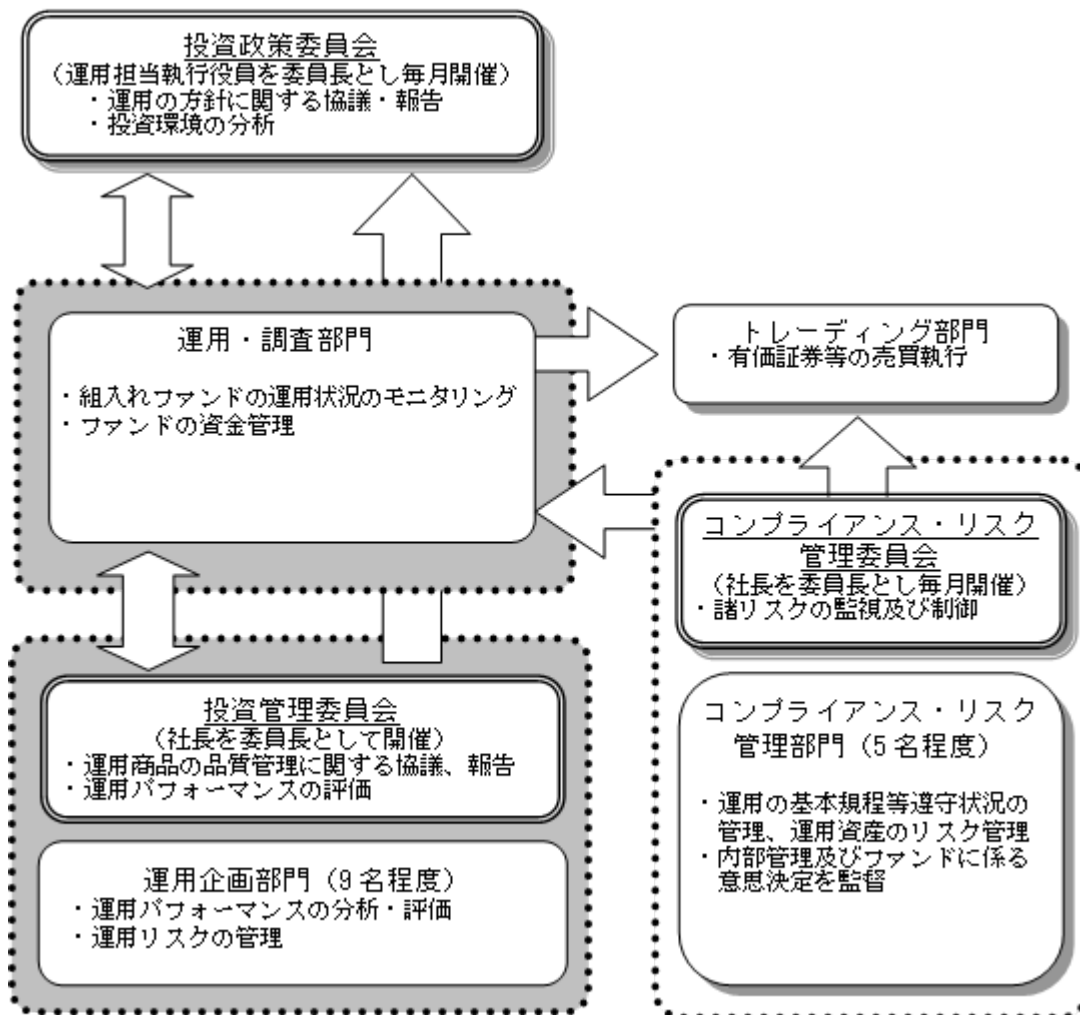 投資政策委員会
（運用担当執行役員を委員長とし毎月開催）
・運用の方針に関する協議・報告
・投資環境の分析
運用・調査部門
・組入れファンドの運用状況のモニタリング
・ファンドの資金管理
トレーディング部門
・有価証券等の売買執行
コンプライアンス・リスク
管理委員会
（社長を委員長とし毎月開催）
・諸リスクの監視及び制御
投資管理委員会
（社長を委員長として開催）
・運用商品の品質管理に関する協議、報告
・運用パフォーマンスの評価
運用企画部門（9名程度）
・運用パフォーマンスの分析・評価
・運用リスクの管理
コンプライアンス・リスク
管理部門（5名程度）
・運用の基本規程等遵守状況の
管理、運用資産のリスク管理
・内部管理及びファンドに係る
意思決定を監督